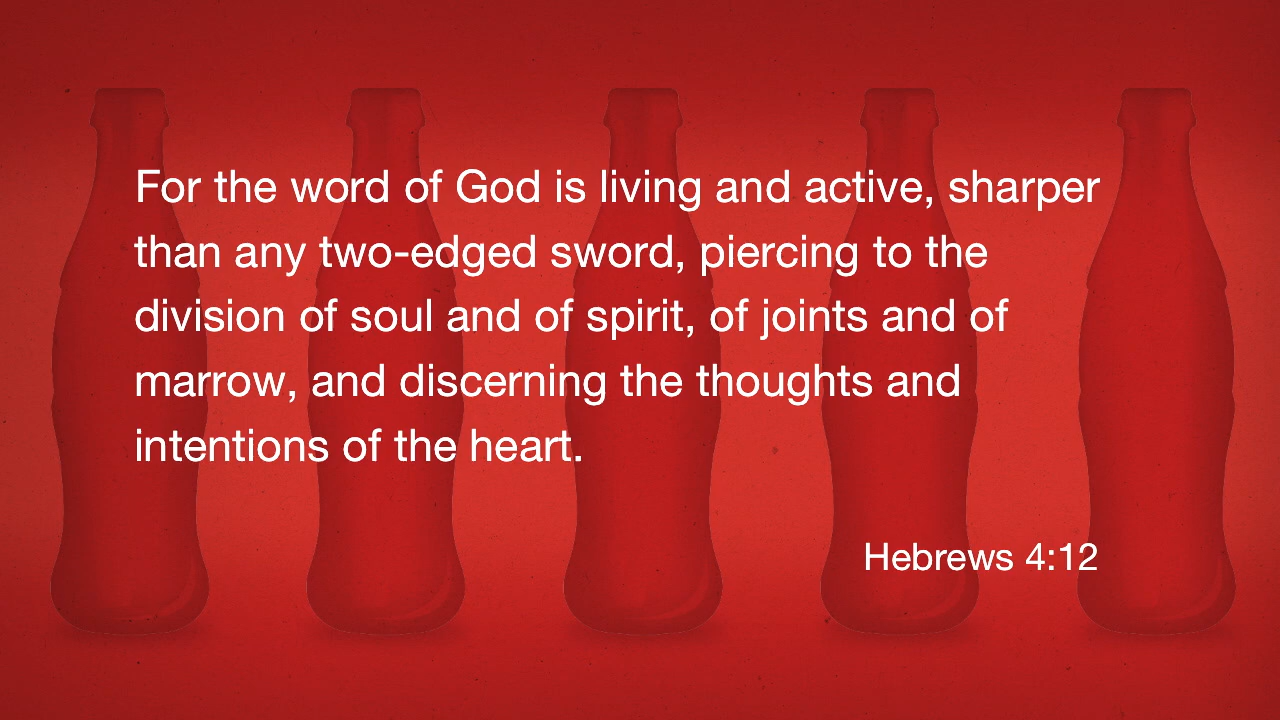 For the word of God is living and active, sharper
than any two-edged sword, piercing to the
division of soul and of spirit, of joints and of
marrow, and discerning the thoughts and
intentions of the heart.
Hebrews 4:12